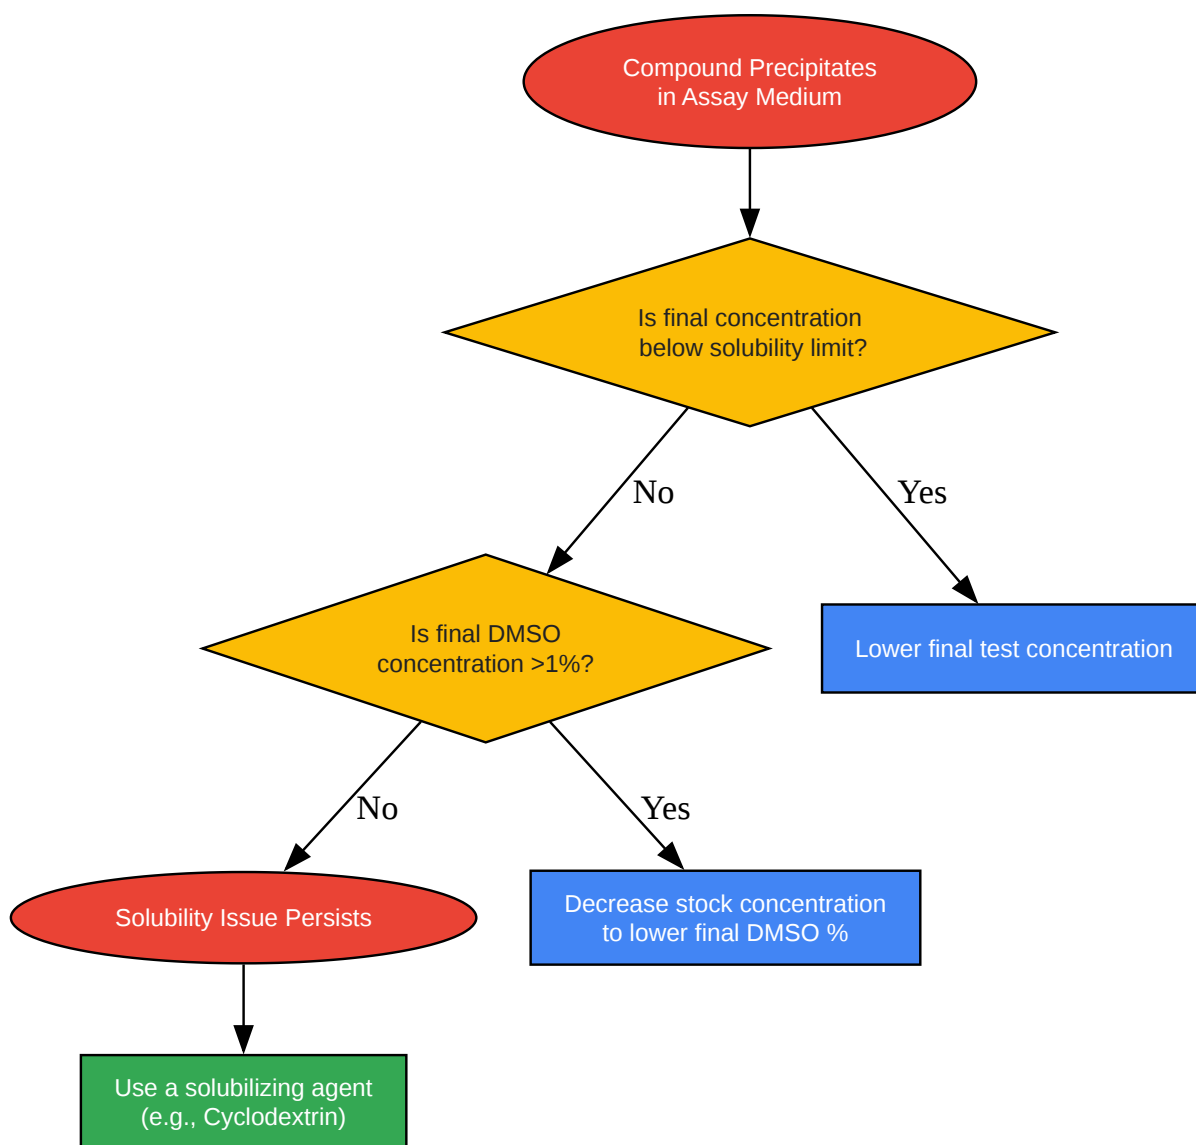 Compound Precipitates
in Assay Medium
Is final concentration
below solubility limit?
No
Yes
Is final DMSO
concentration >1%?
Lower final test concentration
No
Yes
Solubility Issue Persists
Decrease stock concentration
to lower final DMSO %
Use a solubilizing agent
(e.g., Cyclodextrin)